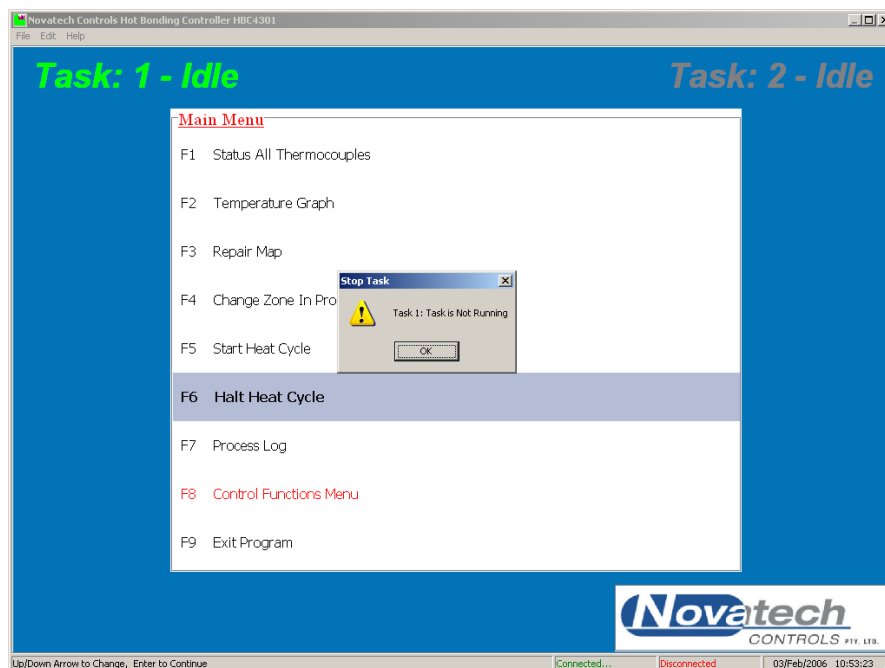 Novatech Controls Hot Bonding Controller HBC4301
File Edit Help
Task: 1 - Idle
Task: 2 - Idle
Main Menu
F1 Status All Thermocouples
F2 Temperature Graph
F3 Repair Map
Stop Task
F4 Change Zone In Pro
Task 1: Task is Not Running
F5 Start Heat Cycle
OK
F6 Halt Heat Cycle
F7 Process Log
F8 Control Functions Menu
F9 Exit Program
Novatech
CONTROLS PTY. LTD.
Up/Down Arrow to Change, Enter to Continue
Connected...
Disconnected
03/Feb/2006 10:53:23